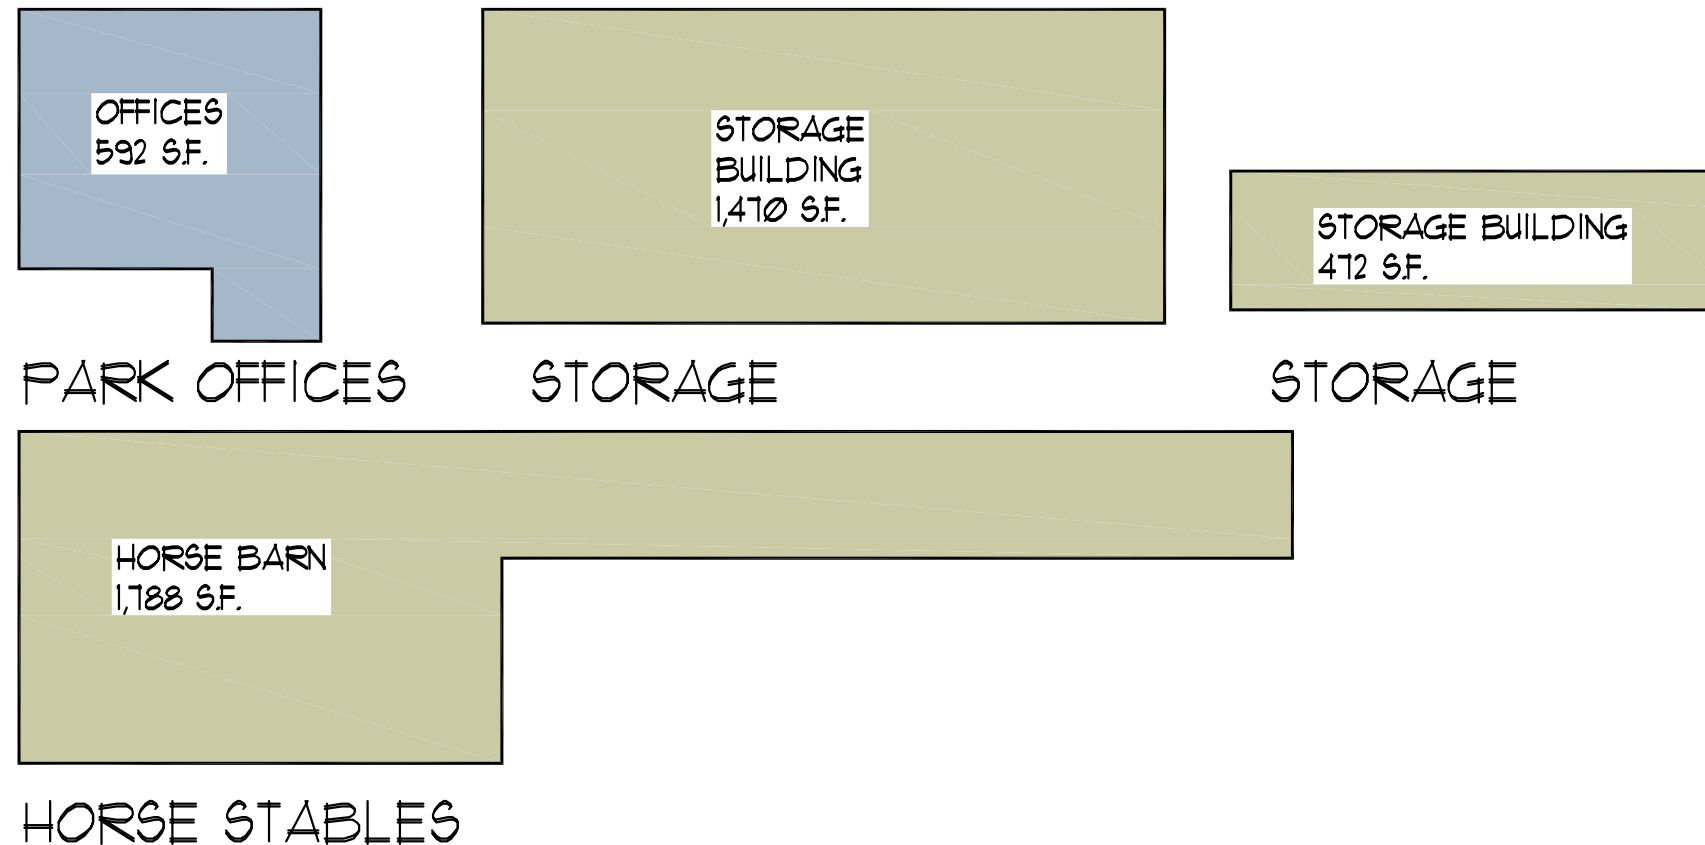 OFFICES
592 S.F.
STORAGE
BUILDING
1,470 S.F.
STORAGE BUILDING
472 S.F.
PARK OFFICES
STORAGE
STORAGE
HORSE BARN
1,788 S.F.
HORSE STABLES